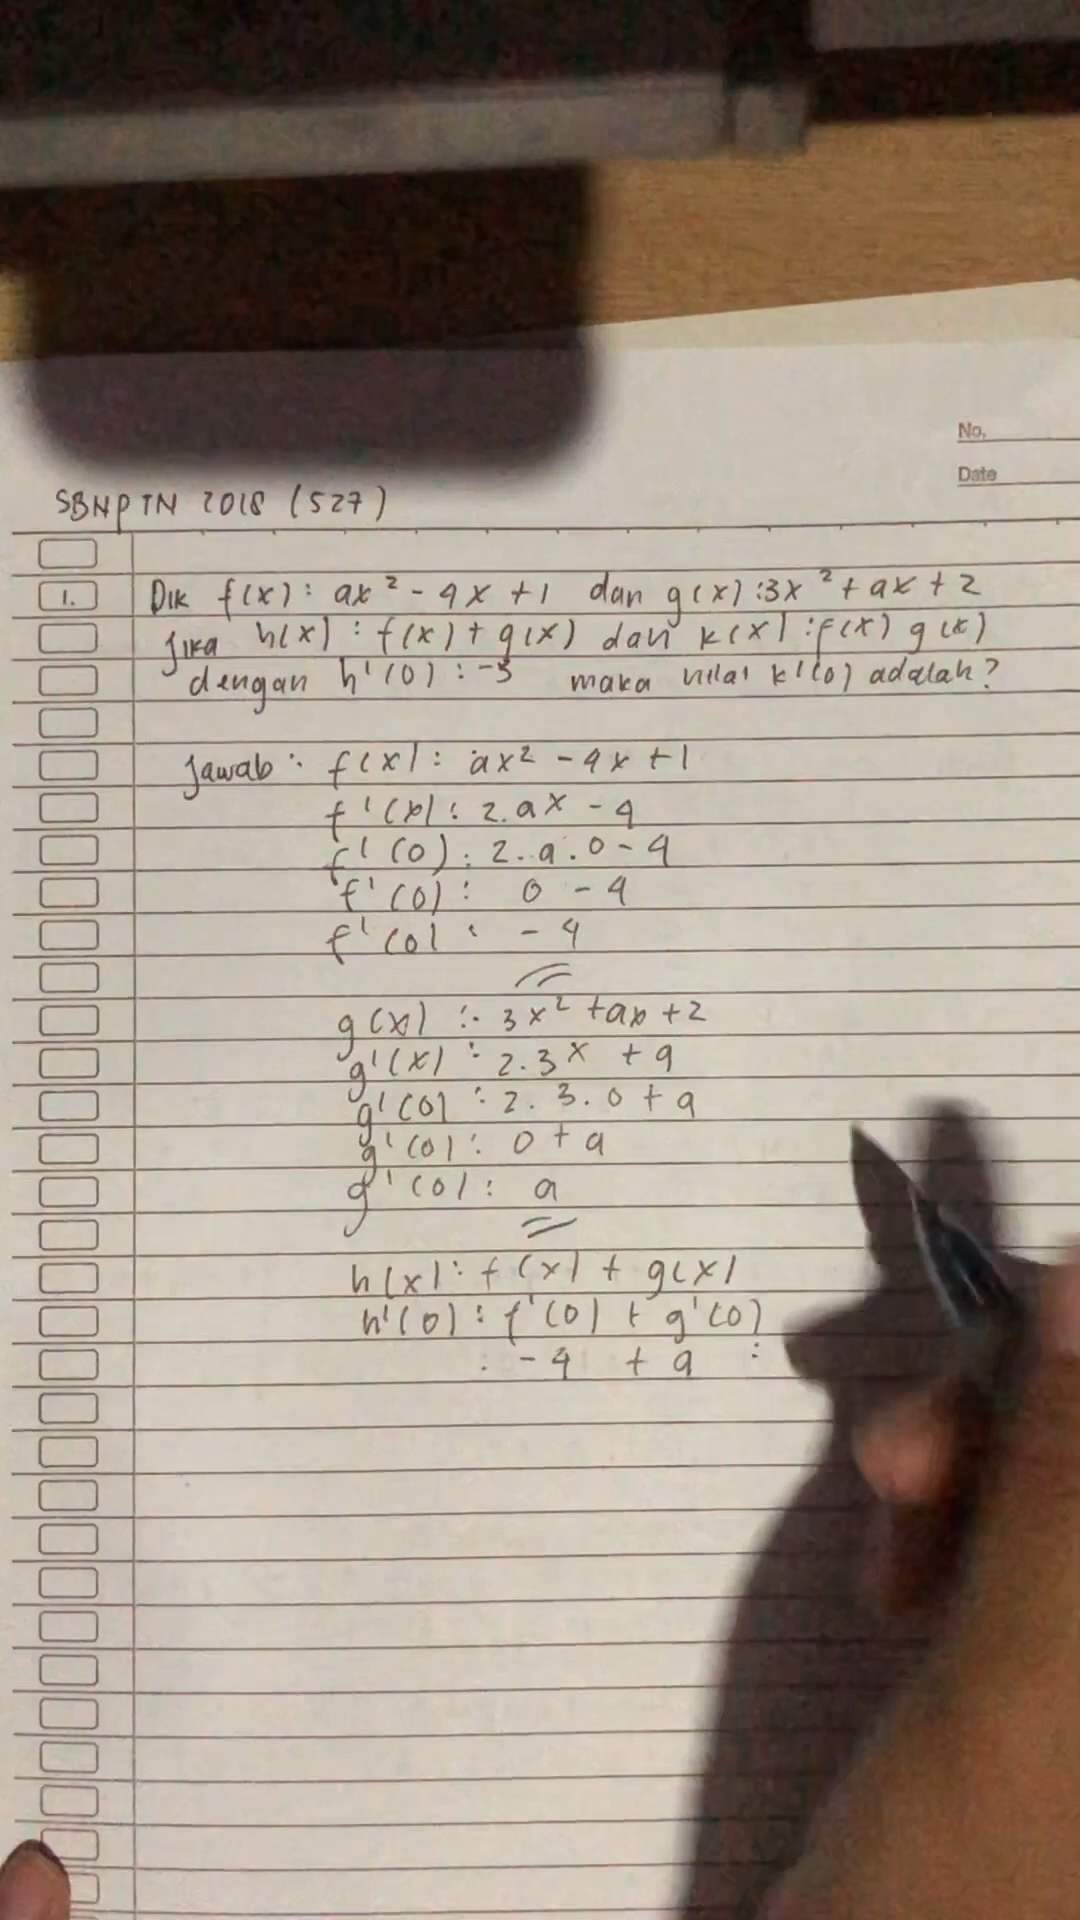 No.
Date
SBMPTN 2018 (527)
1. Dik f(x) : ax² - 4x + 1 dan g(x) : 3x² + ax + 2
Jika h(x) : f(x) + g(x) dan k(x) : f(x) g(x)
dengan h'(0) : -3 maka nilai k'(0) adalah?
Jawab : f(x) : ax² - 4x + 1
f'(x) : 2.ax - 4
f'(0) : 2.a.0 - 4
f'(0) : 0 - 4
f'(0) : - 4
g(x) : 3x² + ax + 2
g'(x) : 2.3x + a
g'(0) : 2.3.0 + a
g'(0) : 0 + a
g'(0) : a
h(x) : f(x) + g(x)
h'(0) : f'(0) + g'(0)
: - 4 + a :